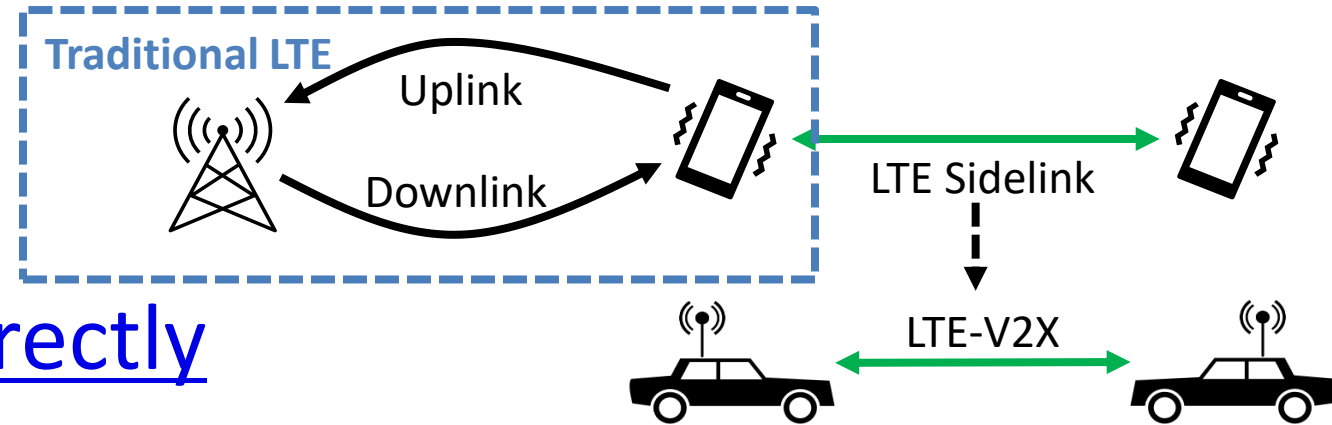 Traditional LTE
Uplink
Downlink
LTE Sidelink
LTE-V2X
rectly